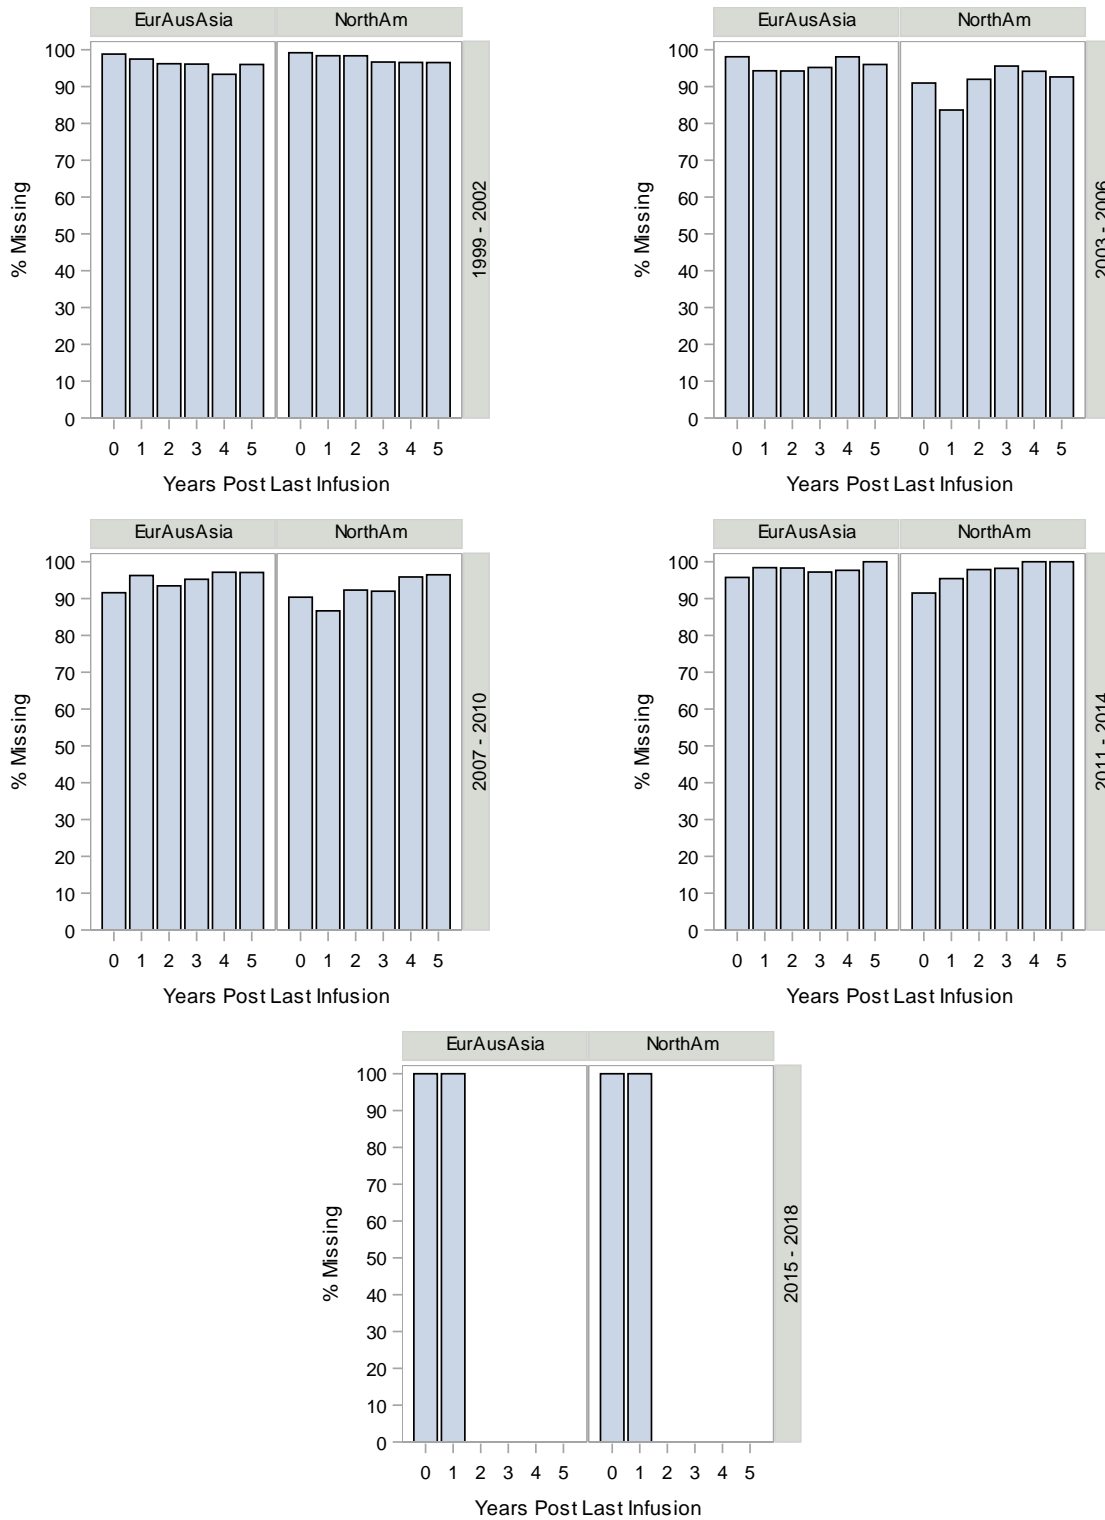 EurAusAsia NorthAm
100
90
80
70
60
50
40
30
20
10
0
% Missing
1999 - 2002
0 1 2 3 4 5 0 1 2 3 4 5
Years Post Last Infusion
EurAusAsia NorthAm
100
90
80
70
60
50
40
30
20
10
0
% Missing
2003 - 2006
0 1 2 3 4 5 0 1 2 3 4 5
Years Post Last Infusion
EurAusAsia NorthAm
100
90
80
70
60
50
40
30
20
10
0
% Missing
2007 - 2010
0 1 2 3 4 5 0 1 2 3 4 5
Years Post Last Infusion
EurAusAsia NorthAm
100
90
80
70
60
50
40
30
20
10
0
% Missing
2011 - 2014
0 1 2 3 4 5 0 1 2 3 4 5
Years Post Last Infusion
EurAusAsia NorthAm
100
90
80
70
60
50
40
30
20
10
0
% Missing
2015 - 2018
0 1 2 3 4 5 0 1 2 3 4 5
Years Post Last Infusion